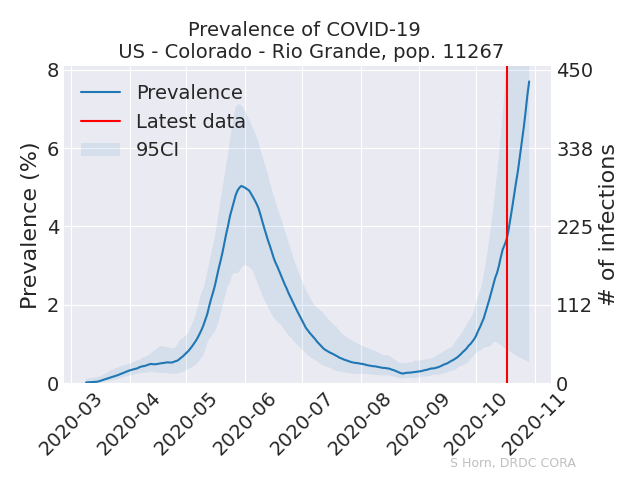 Prevalence of COVID-19
US - Colorado - Rio Grande, pop. 11267
Prevalence
Latest data
95CI
Prevalence (%)
8
6
4
2
0
# of infections
450
338
225
112
0
2020-03
2020-04
2020-05
2020-06
2020-07
2020-08
2020-09
2020-10
2020-11
S Horn, DRDC CORA